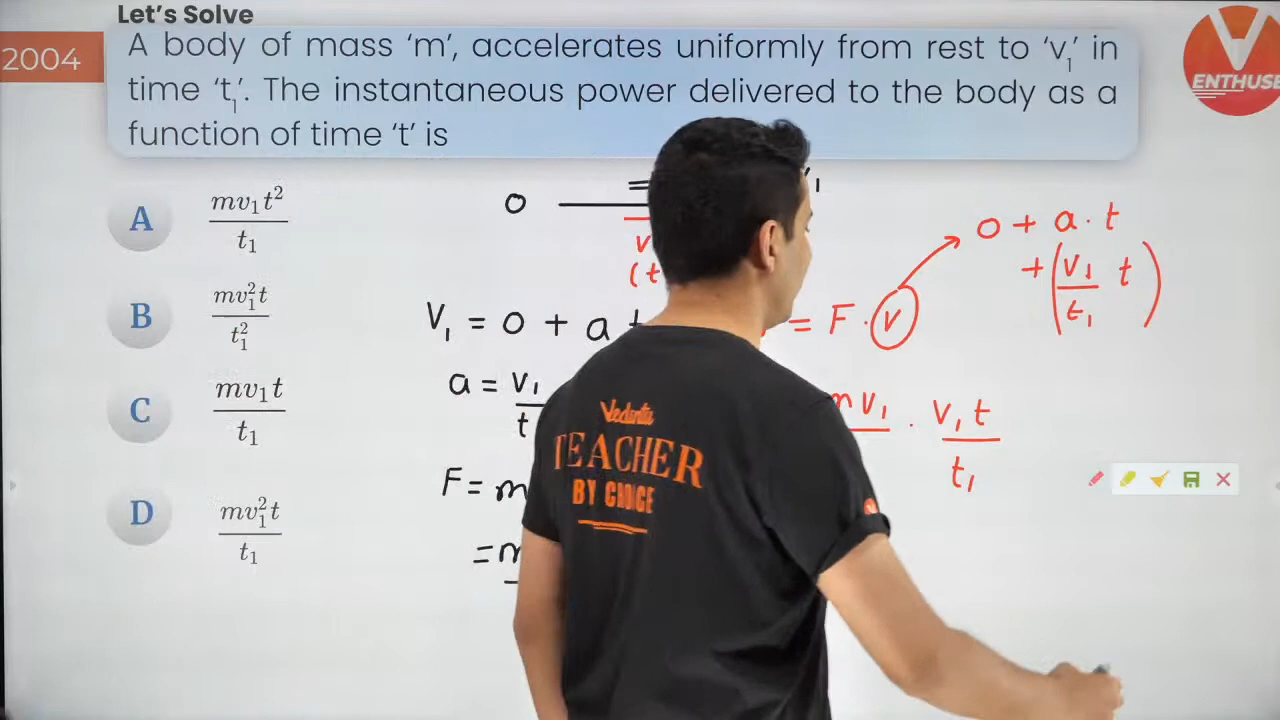 Let's Solve
2004
A body of mass 'm', accelerates uniformly from rest to 'v₁' in
time 't₁'. The instantaneous power delivered to the body as a
function of time 't' is
ENTHUSE
A mv₁t²/t₁
B mv₁²t/t₁²
C mv₁t/t₁
D mv₁²t/t₁
0
0 + a · t
+ (v₁/t₁ t)
V₁ = 0 + a t
= F · v
a = v₁/t
mv₁ · v₁t/t₁
F = m
= m
Vedantu
TEACHER
BY CHOICE